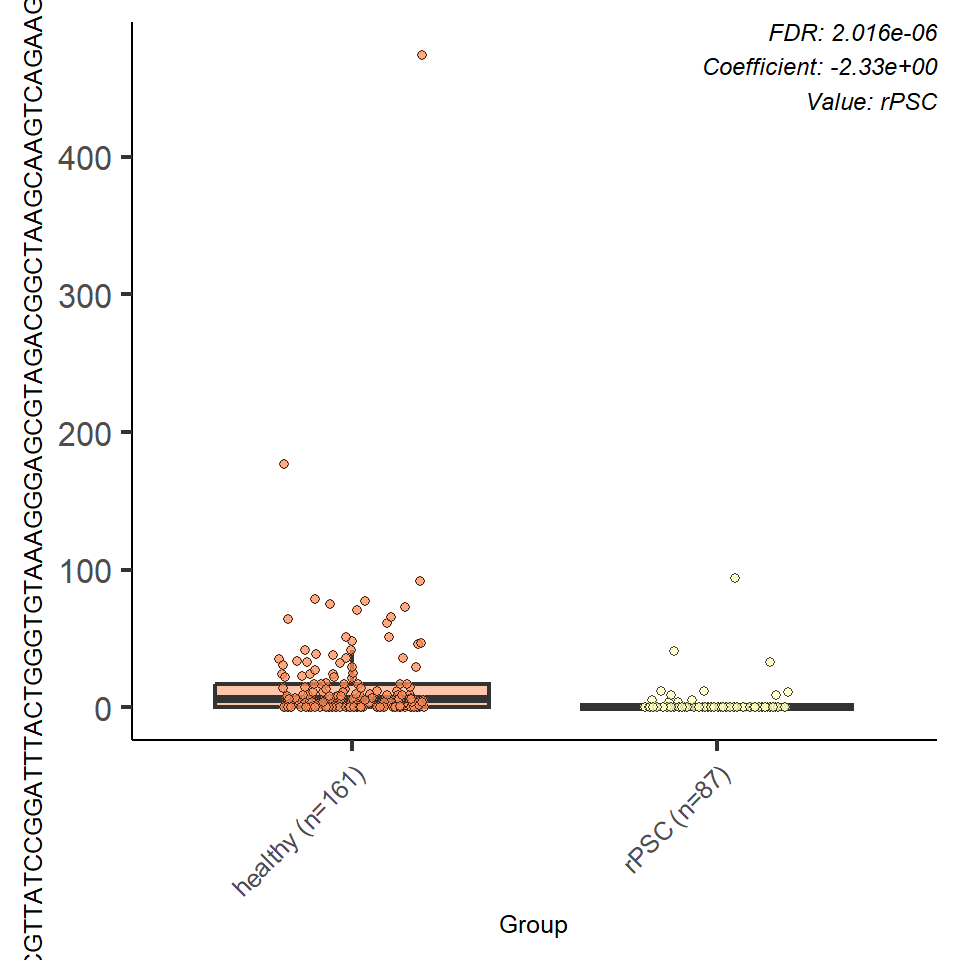 FDR: 2.016e-06
Coefficient: -2.33e+00
Value: rPSC
CGTTATCCGGATTTACTGGGTGTAAAGGGAGCGTAGACGGCTAAGCAAGTCAGAAG
400
300
200
100
0
healthy (n=161)
rPSC (n=87)
Group